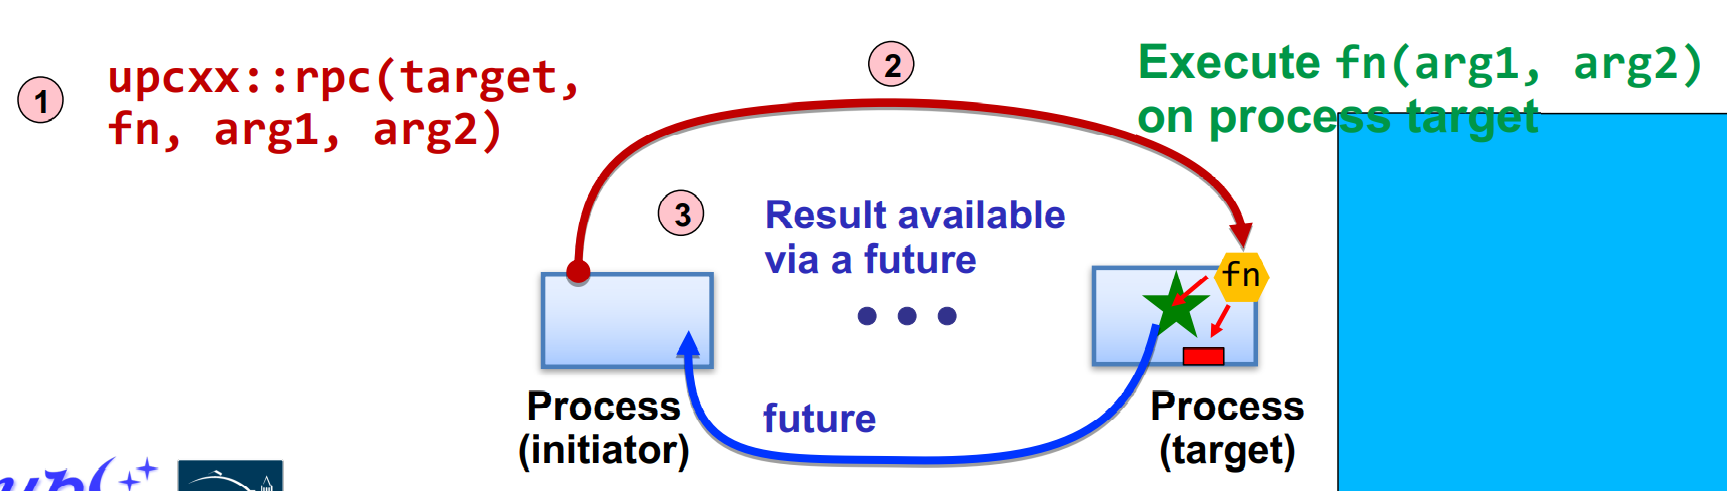 1
upcxx::rpc(target,
fn, arg1, arg2)
2
Execute fn(arg1, arg2)
on process target
3
Result available
via a future
fn
Process
(initiator)
future
Process
(target)